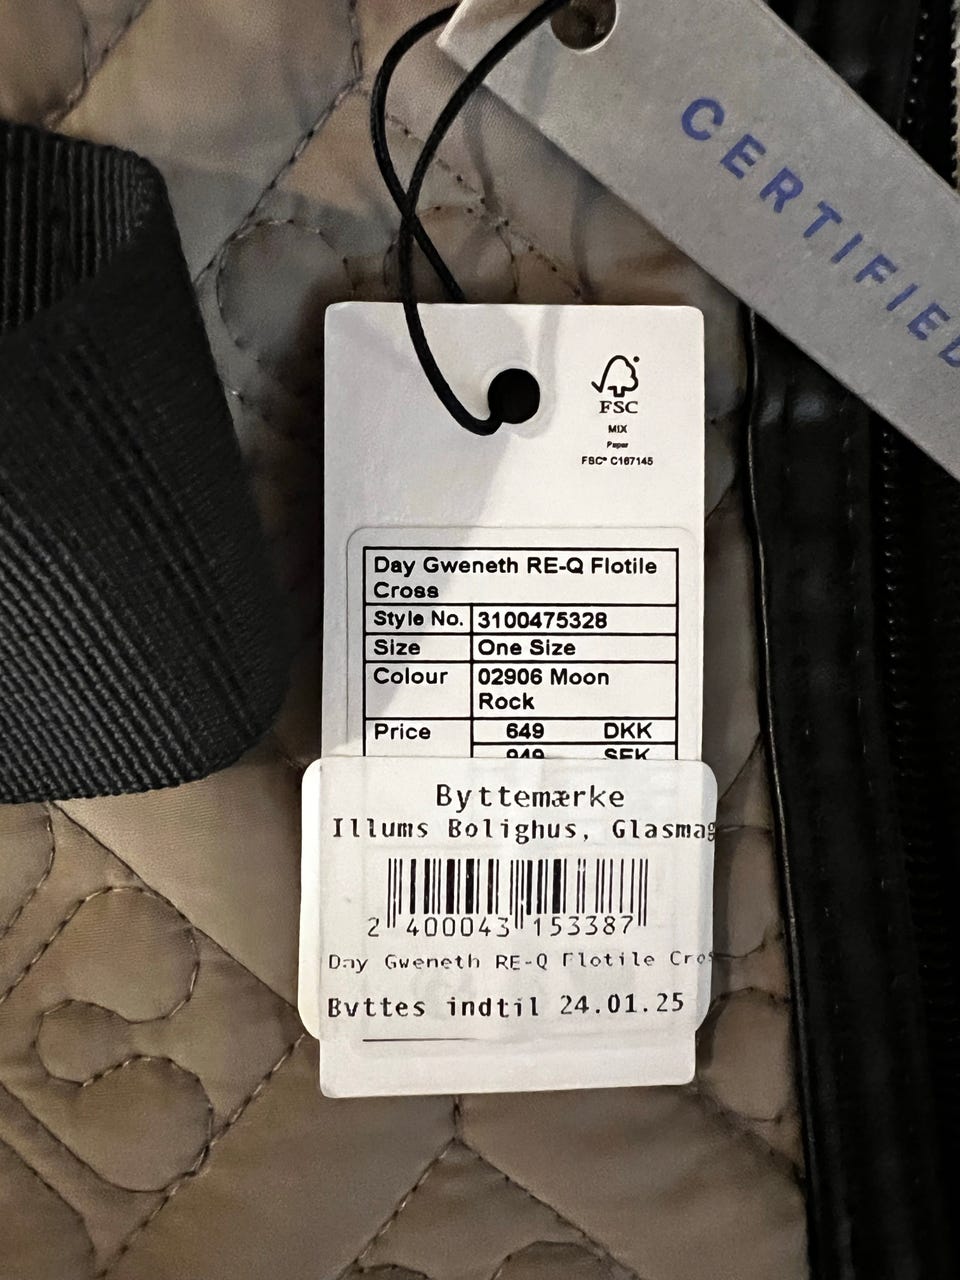 CERTIFIED
FSC
MIX
Paper
FSC® C167145
Day Gweneth RE-Q Flotile
Cross
Style No. 3100475328
Size One Size
Colour 02906 Moon
Rock
Price 649 DKK
949 SEK
Byttemærke
Illums Bolighus, Glasmag
2 400043 153387
Day Gweneth RE-Q Flotile Cros
Byttes indtil 24.01.25